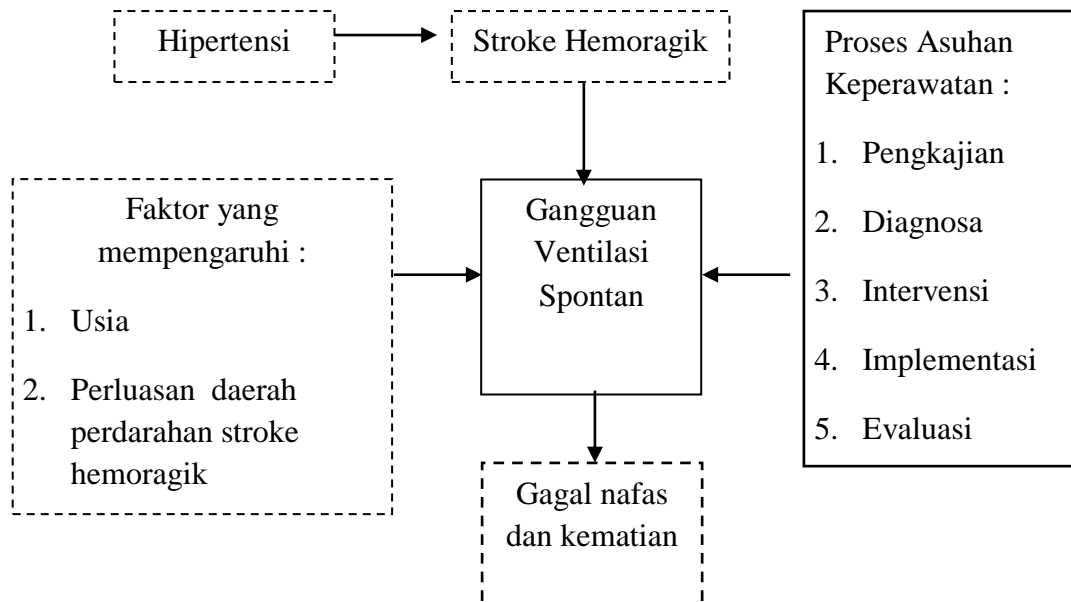 Hipertensi
Stroke Hemoragik
Proses Asuhan
Keperawatan :
1. Pengkajian
2. Diagnosa
3. Intervensi
4. Implementasi
5. Evaluasi
Faktor yang
mempengaruhi :
1. Usia
2. Perluasan daerah
perdarahan stroke
hemoragik
Gangguan
Ventilasi
Spontan
Gagal nafas
dan kematian